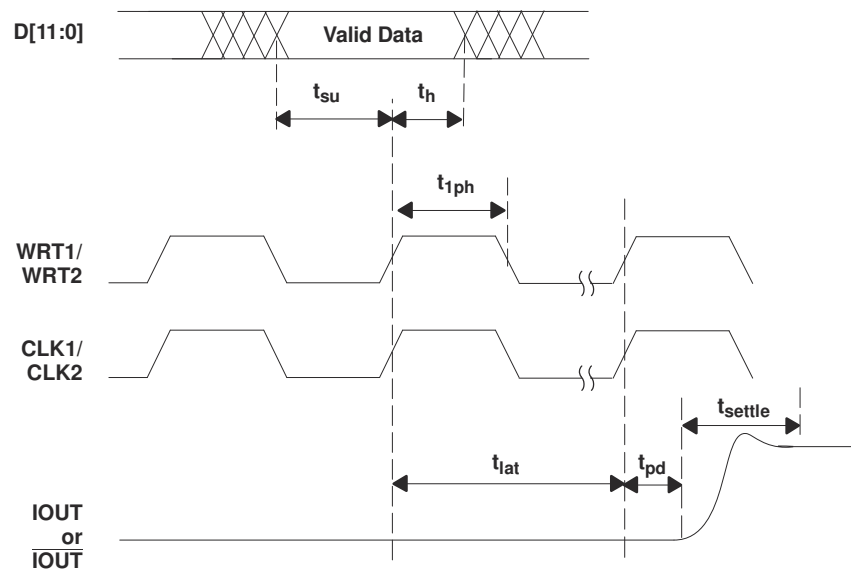 D[11:0]
Valid Data
tsu
th
t1ph
WRT1/
WRT2
CLK1/
CLK2
tsettle
tlat
tpd
IOUT
or
IOUT